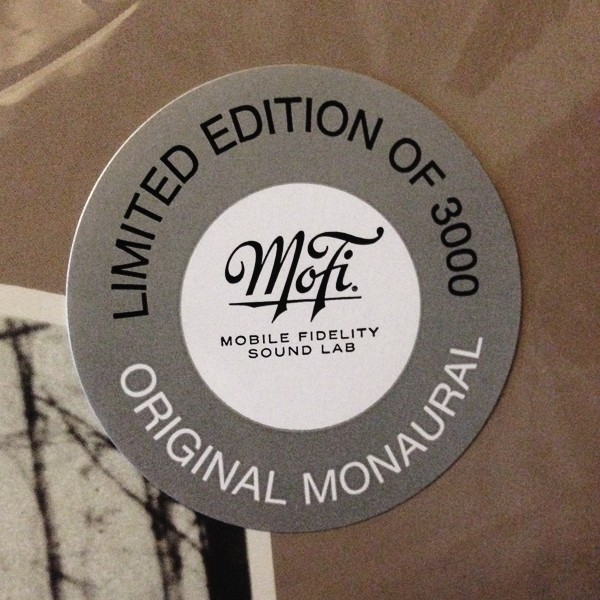 LIMITED EDITION OF 3000
MoFi.
MOBILE FIDELITY
SOUND LAB
ORIGINAL MONAURAL